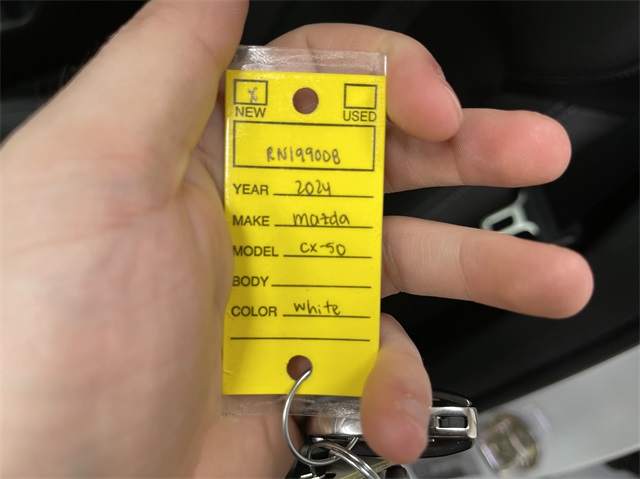 NEW USED
RN199008
YEAR 2024
MAKE mazda
MODEL CX-50
BODY
COLOR white